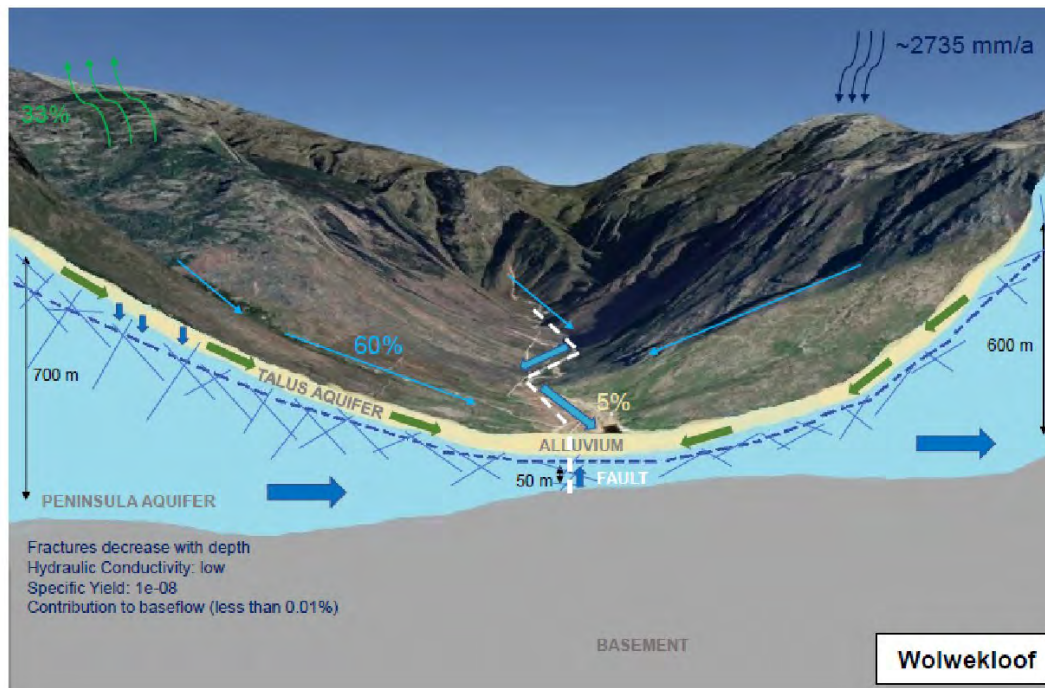 ~2735 mm/a
33%
60%
5%
700 m
600 m
TALUS AQUIFER
ALLUVIUM
50 m
FAULT
PENINSULA AQUIFER
Fractures decrease with depth
Hydraulic Conductivity: low
Specific Yield: 1e-08
Contribution to baseflow (less than 0.01%)
BASEMENT
Wolwekloof